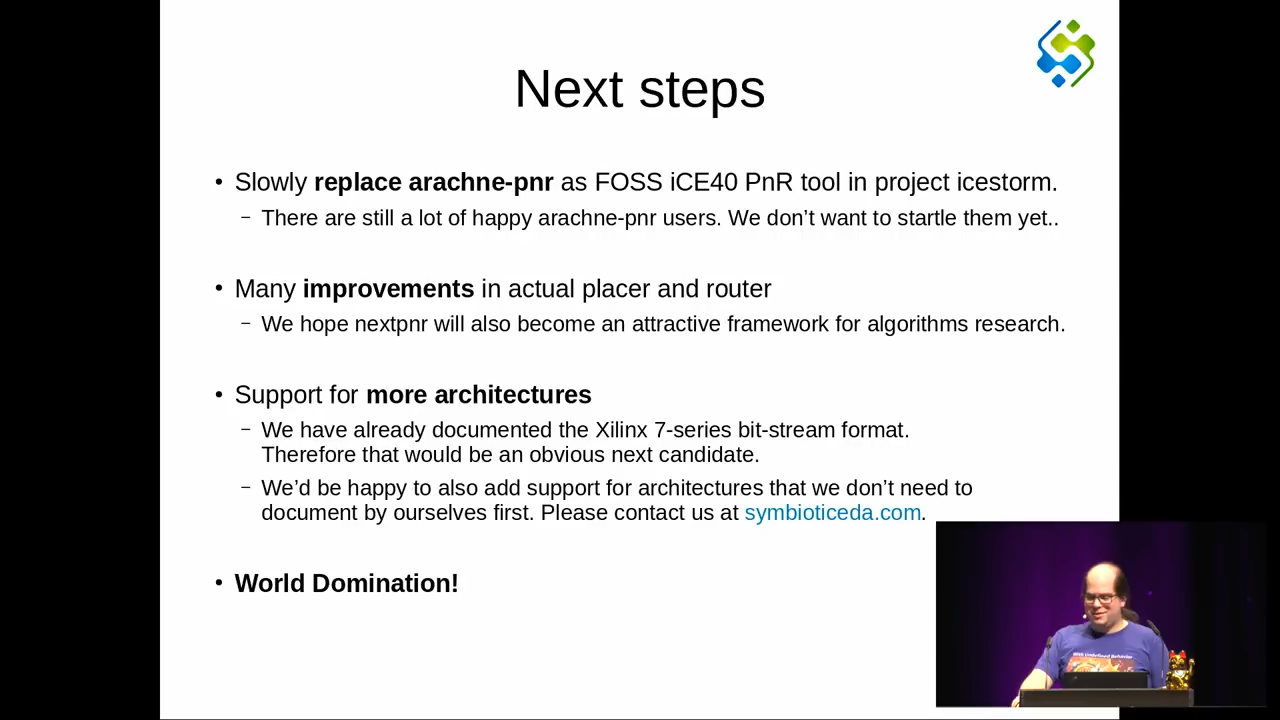 Next steps
• Slowly replace arachne-pnr as FOSS iCE40 PnR tool in project icestorm.
– There are still a lot of happy arachne-pnr users. We don’t want to startle them yet..
• Many improvements in actual placer and router
– We hope nextpnr will also become an attractive framework for algorithms research.
• Support for more architectures
– We have already documented the Xilinx 7-series bit-stream format.
Therefore that would be an obvious next candidate.
– We’d be happy to also add support for architectures that we don’t need to
document by ourselves first. Please contact us at symbioticeda.com.
• World Domination!
With Undefined Behavior